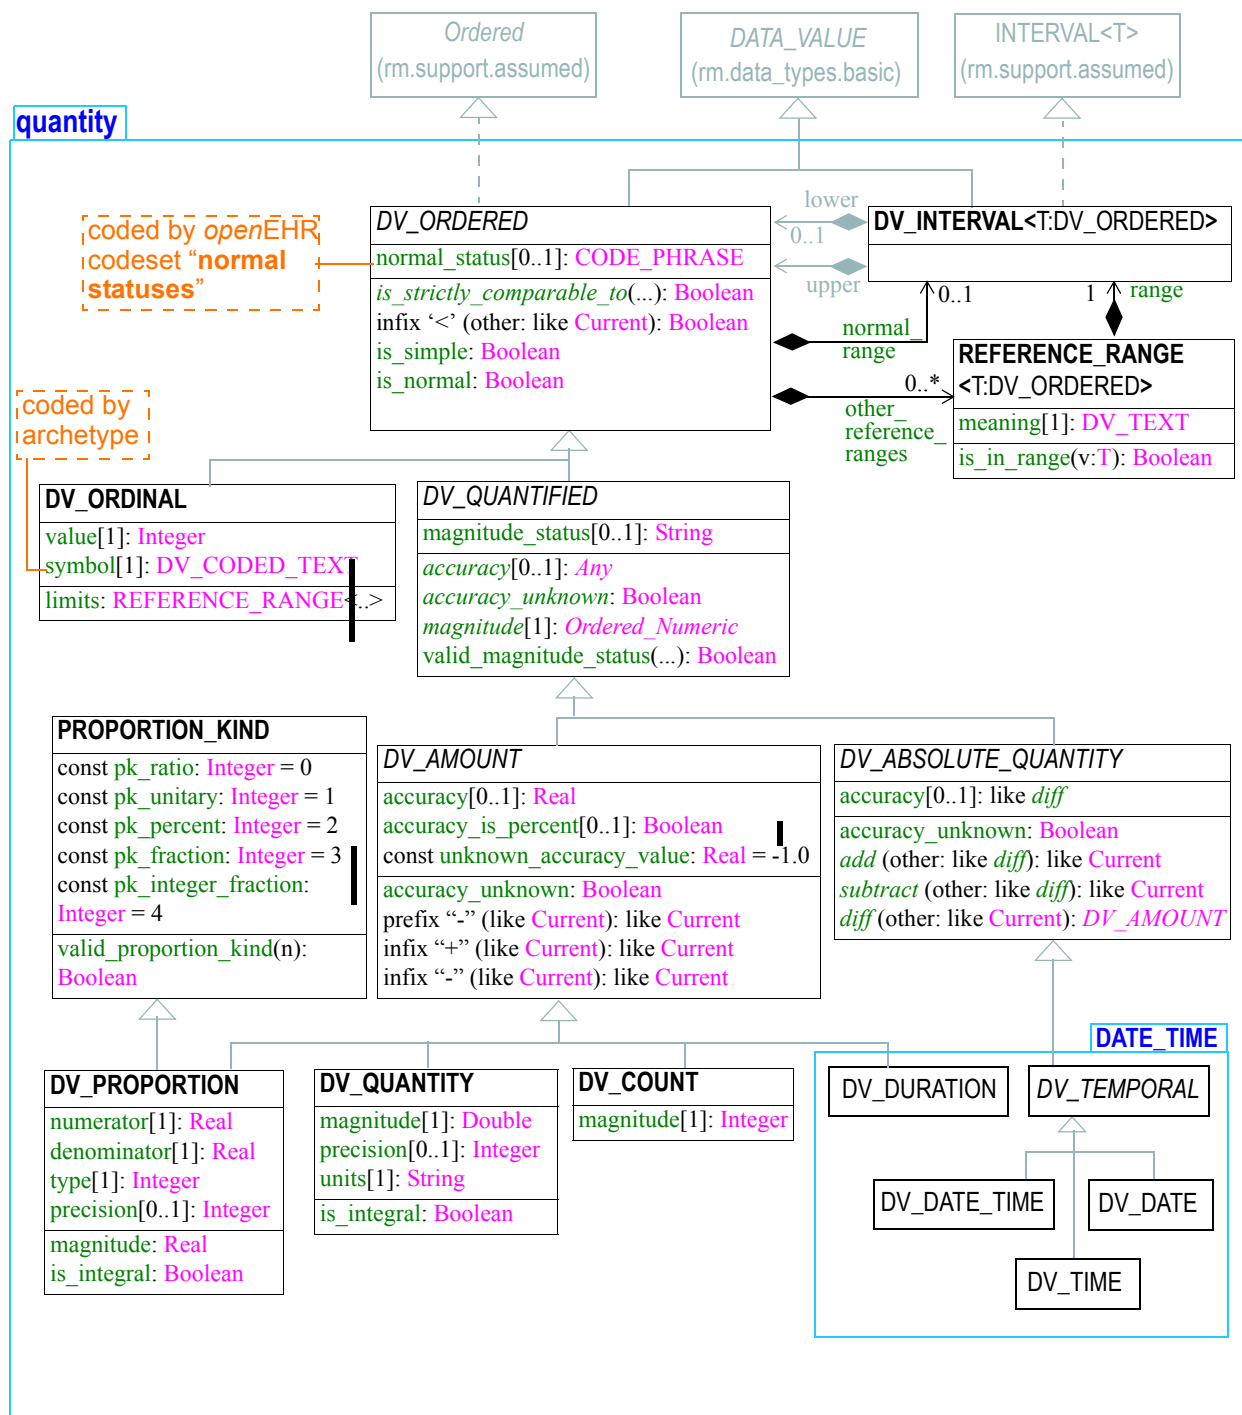 Ordered
(rm.support.assumed)
DATA_VALUE
(rm.data_types.basic)
INTERVAL<T>
(rm.support.assumed)
quantity
coded by openEHR
codeset “normal
statuses”
DV_ORDERED
normal_status[0..1]: CODE_PHRASE
is_strictly_comparable_to(...): Boolean
infix ‘<’ (other: like Current): Boolean
is_simple: Boolean
is_normal: Boolean
lower
0..1
upper
DV_INTERVAL<T:DV_ORDERED>
0..1
1
range
normal_
range
0..*
other_
reference_
ranges
REFERENCE_RANGE
<T:DV_ORDERED>
meaning[1]: DV_TEXT
is_in_range(v:T): Boolean
coded by
archetype
DV_ORDINAL
value[1]: Integer
symbol[1]: DV_CODED_TEXT
limits: REFERENCE_RANGE<..>
DV_QUANTIFIED
magnitude_status[0..1]: String
accuracy[0..1]: Any
accuracy_unknown: Boolean
magnitude[1]: Ordered_Numeric
valid_magnitude_status(...): Boolean
PROPORTION_KIND
const pk_ratio: Integer = 0
const pk_unitary: Integer = 1
const pk_percent: Integer = 2
const pk_fraction: Integer = 3
const pk_integer_fraction:
Integer = 4
valid_proportion_kind(n):
Boolean
DV_AMOUNT
accuracy[0..1]: Real
accuracy_is_percent[0..1]: Boolean
const unknown_accuracy_value: Real = -1.0
accuracy_unknown: Boolean
prefix “-” (like Current): like Current
infix “+” (like Current): like Current
infix “-” (like Current): like Current
DV_ABSOLUTE_QUANTITY
accuracy[0..1]: like diff
accuracy_unknown: Boolean
add (other: like diff): like Current
subtract (other: like diff): like Current
diff (other: like Current): DV_AMOUNT
DATE_TIME
DV_PROPORTION
numerator[1]: Real
denominator[1]: Real
type[1]: Integer
precision[0..1]: Integer
magnitude: Real
is_integral: Boolean
DV_QUANTITY
magnitude[1]: Double
precision[0..1]: Integer
units[1]: String
is_integral: Boolean
DV_COUNT
magnitude[1]: Integer
DV_DURATION
DV_TEMPORAL
DV_DATE_TIME
DV_DATE
DV_TIME